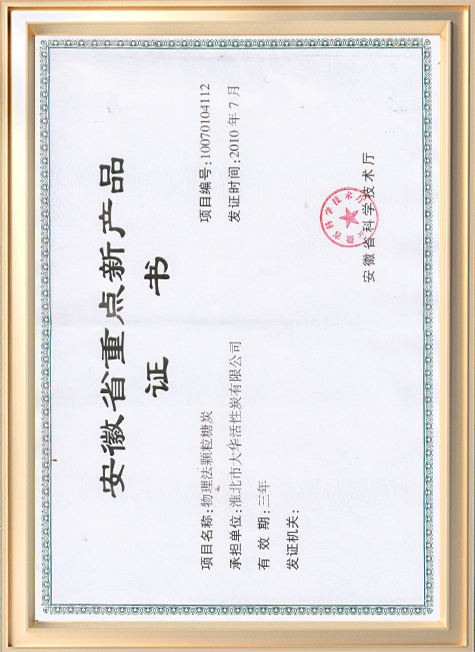 安徽省重点新产品
证 书
项目名称:物理法颗粒糖炭
项目编号:10070104112
承担单位:淮北市大华活性炭有限公司
发证时间:2010 年 7 月
有 效 期:三年
发证机关:
安徽省科学技术厅